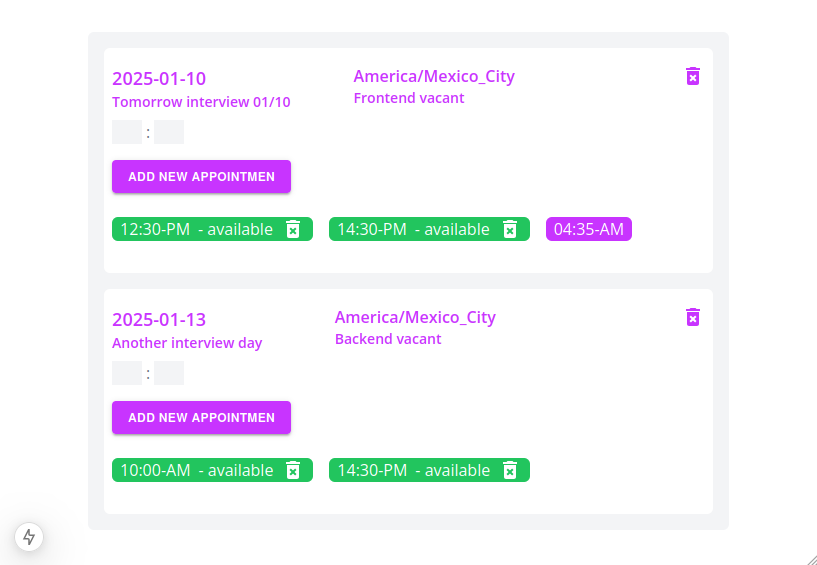 2025-01-10
America/Mexico_City
Tomorrow interview 01/10
Frontend vacant
:
ADD NEW APPOINTMEN
12:30-PM - available
14:30-PM - available
04:35-AM
2025-01-13
America/Mexico_City
Another interview day
Backend vacant
:
ADD NEW APPOINTMEN
10:00-AM - available
14:30-PM - available